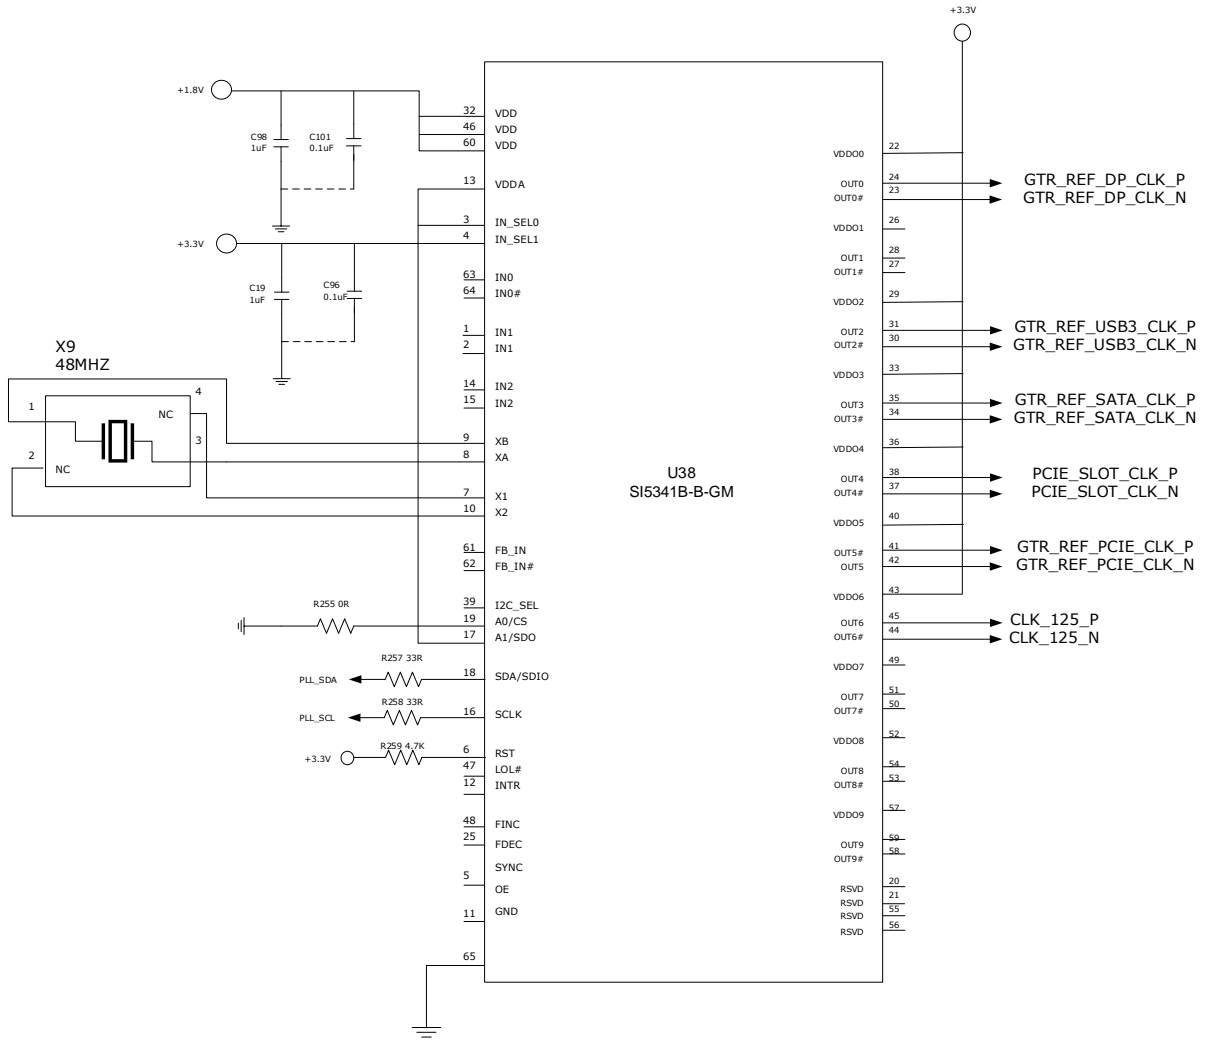 +3.3V
+1.8V
C98
1uF
C101
0.1uF
32 VDD
46 VDD
60 VDD
13 VDDA
3 IN_SEL0
4 IN_SEL1
+3.3V
C19
1uF
C96
0.1uF
63 IN0
64 IN0#
1 IN1
2 IN1
14 IN2
15 IN2
X9
48MHZ
1
2
4
3
NC
NC
9 XB
8 XA
7 X1
10 X2
61 FB_IN
62 FB_IN#
39 I2C_SEL
R255 0R
19 A0/CS
17 A1/SDO
R257 33R
PLL_SDA
18 SDA/SDIO
R258 33R
PLL_SCL
16 SCLK
R259 4.7K
+3.3V
6 RST
47 LOL#
12 INTR
48 FINC
25 FDEC
SYNC
5
OE
11 GND
65
U38
SI5341B-B-GM
VDDO0 22
OUT0 24 GTR_REF_DP_CLK_P
OUT0# 23 GTR_REF_DP_CLK_N
VDDO1 26
OUT1 28
OUT1# 27
VDDO2 29
OUT2 31 GTR_REF_USB3_CLK_P
OUT2# 30 GTR_REF_USB3_CLK_N
VDDO3 33
OUT3 35 GTR_REF_SATA_CLK_P
OUT3# 34 GTR_REF_SATA_CLK_N
VDDO4 36
OUT4 38 PCIE_SLOT_CLK_P
OUT4# 37 PCIE_SLOT_CLK_N
VDDO5 40
OUT5# 41 GTR_REF_PCIE_CLK_P
OUT5 42 GTR_REF_PCIE_CLK_N
VDDO6 43
OUT6 45 CLK_125_P
OUT6# 44 CLK_125_N
VDDO7 49
OUT7 51
OUT7# 50
VDDO8 52
OUT8 54
OUT8# 53
VDDO9 57
OUT9 59
OUT9# 58
RSVD 20
RSVD 21
RSVD 55
RSVD 56